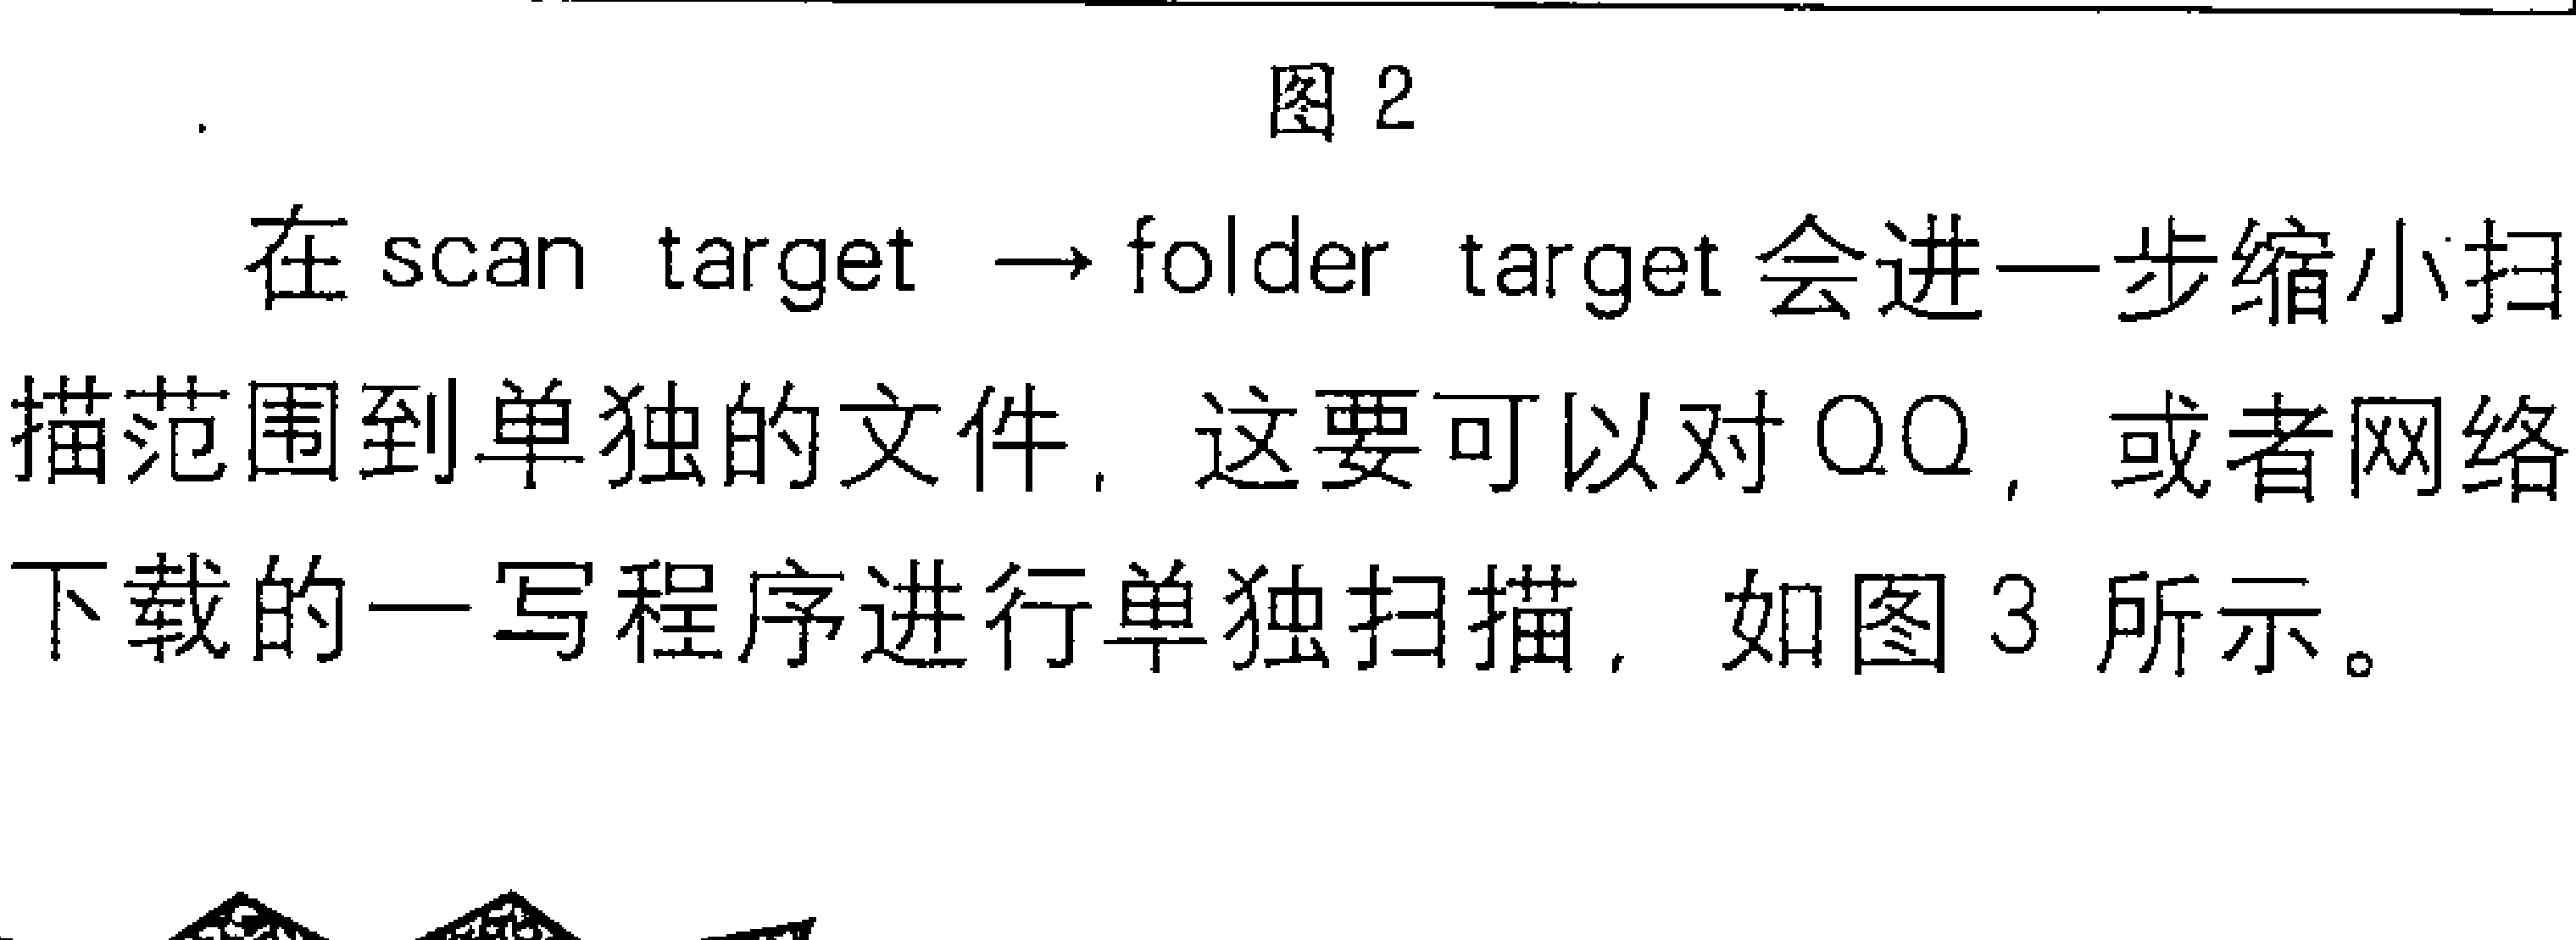 图 2
在 scan target → folder target 会进一步缩小扫
描范围到单独的文件，这要可以对 QQ，或者网络
下载的一写程序进行单独扫描，如图 3 所示。